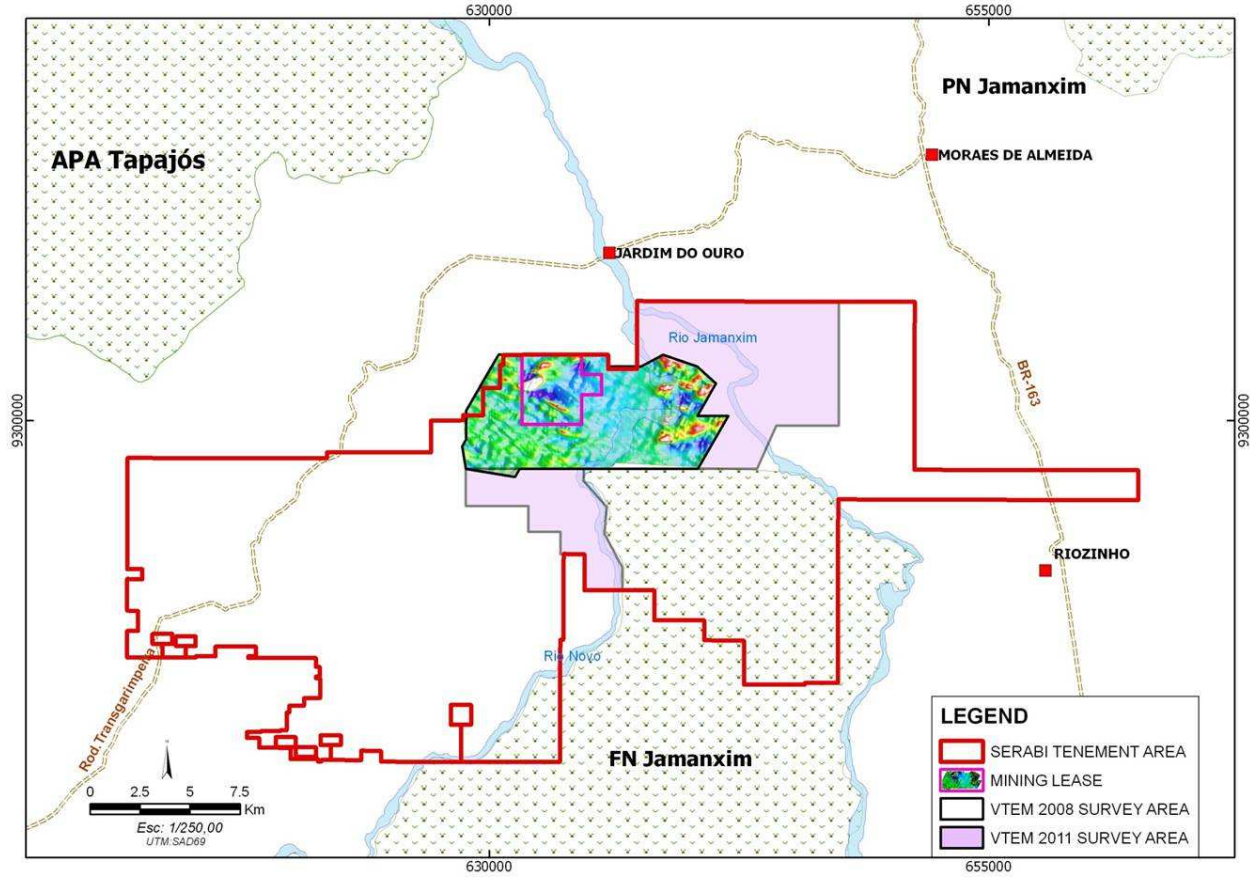 630000
655000
PN Jamanxim
APA Tapajós
MORAES DE ALMEIDA
JARDIM DO OURO
Rio Jamanxim
BR-163
9300000
9300000
RIOZINHO
Rio Novo
Rod.Transgarimpeira
FN Jamanxim
LEGEND
SERABI TENEMENT AREA
MINING LEASE
VTEM 2008 SURVEY AREA
VTEM 2011 SURVEY AREA
0 2.5 5 7.5
Km
Esc: 1/250,00
UTM:SAD69
630000
655000